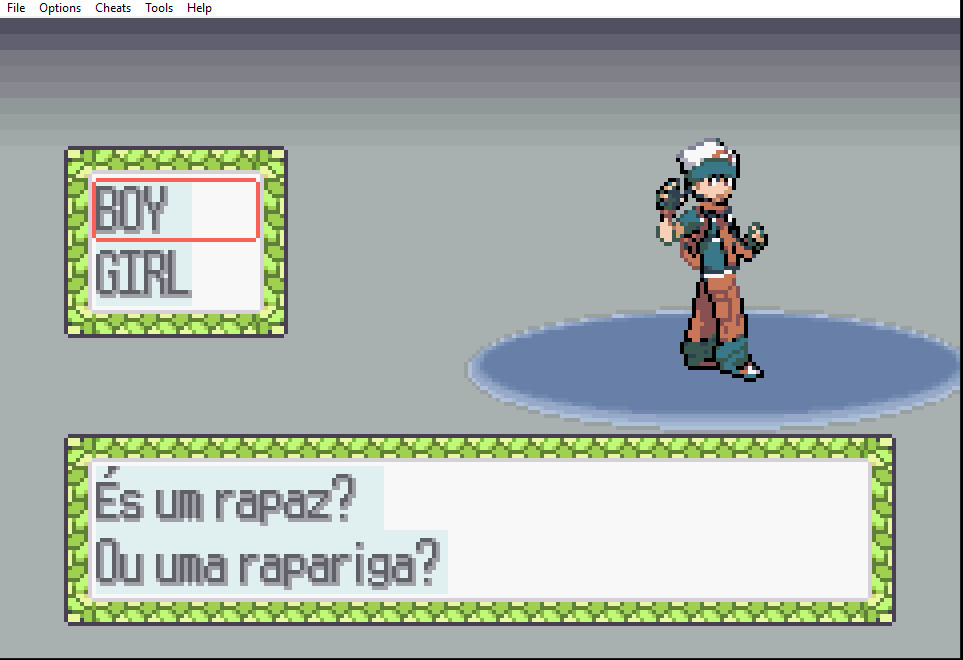 File Options Cheats Tools Help
BOY
GIRL
És um rapaz?
Ou uma rapariga?